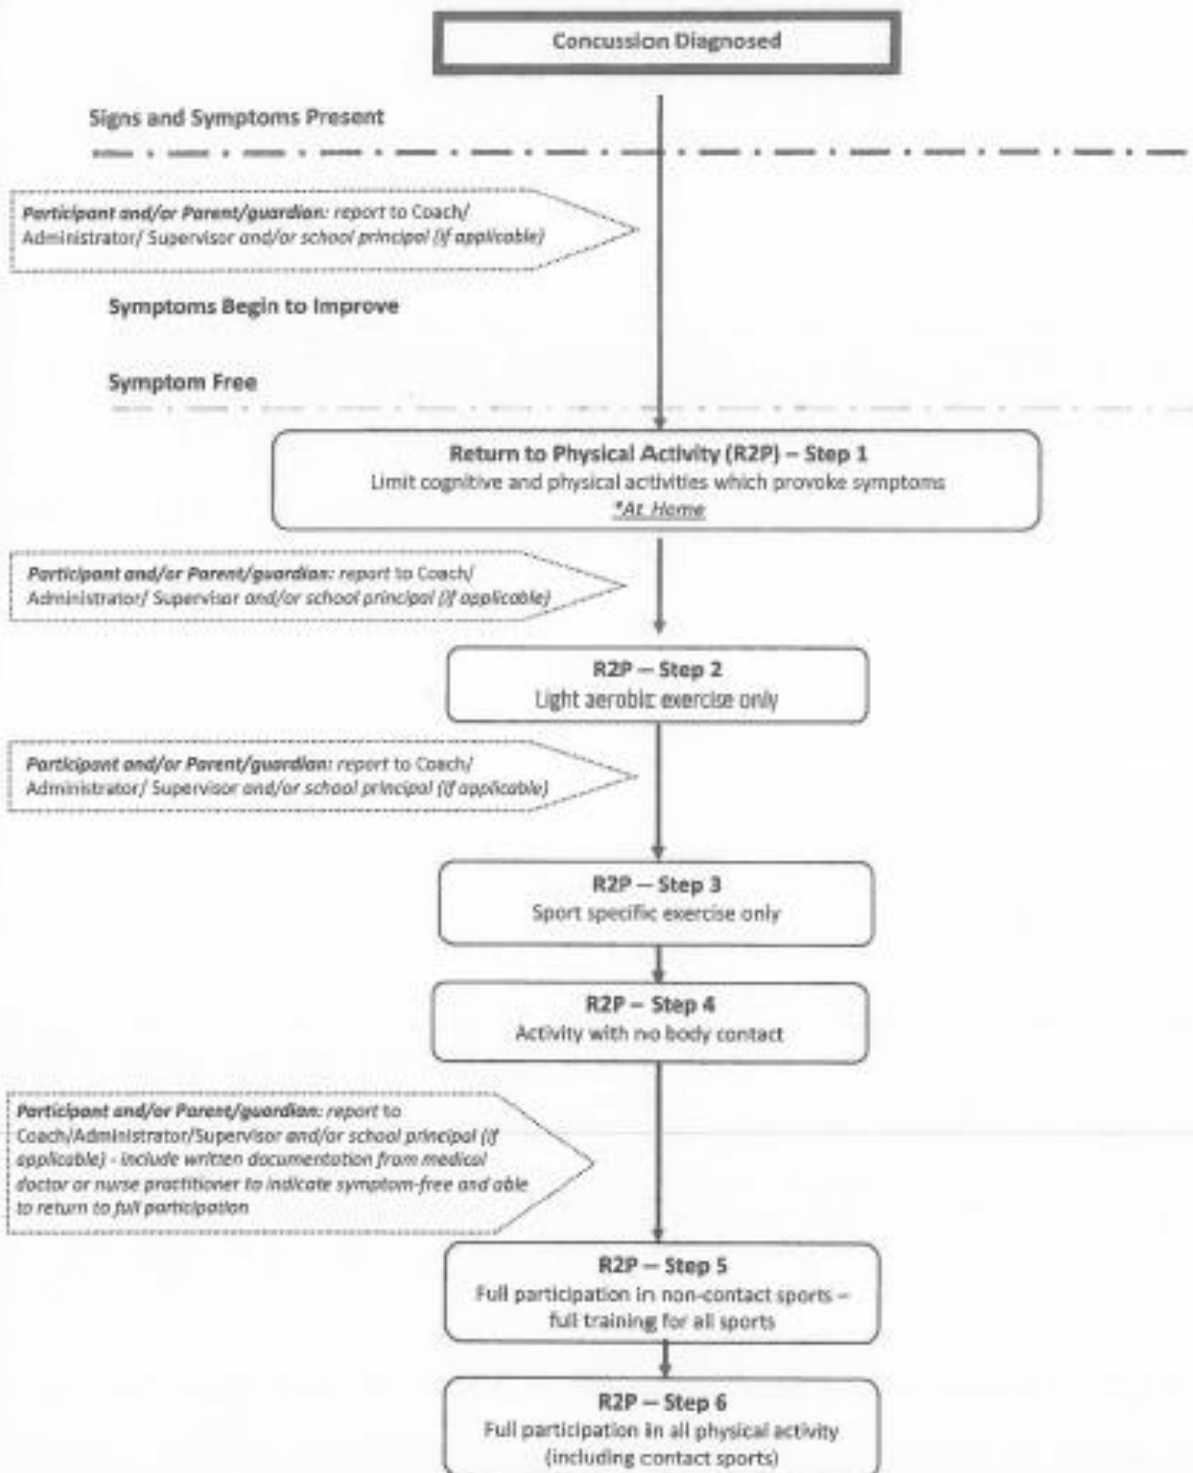 Concussion Diagnosed
Signs and Symptoms Present
Participant and/or Parent/guardian: report to Coach/
Administrator/ Supervisor and/or school principal (if applicable)
Symptoms Begin to Improve
Symptom Free
Return to Physical Activity (R2P) – Step 1
Limit cognitive and physical activities which provoke symptoms
*At Home
Participant and/or Parent/guardian: report to Coach/
Administrator/ Supervisor and/or school principal (if applicable)
R2P – Step 2
Light aerobic exercise only
Participant and/or Parent/guardian: report to Coach/
Administrator/ Supervisor and/or school principal (if applicable)
R2P – Step 3
Sport specific exercise only
R2P – Step 4
Activity with no body contact
Participant and/or Parent/guardian: report to
Coach/Administrator/Supervisor and/or school principal (if
applicable) - include written documentation from medical
doctor or nurse practitioner to indicate symptom-free and able
to return to full participation
R2P – Step 5
Full participation in non-contact sports –
full training for all sports
R2P – Step 6
Full participation in all physical activity
(including contact sports)